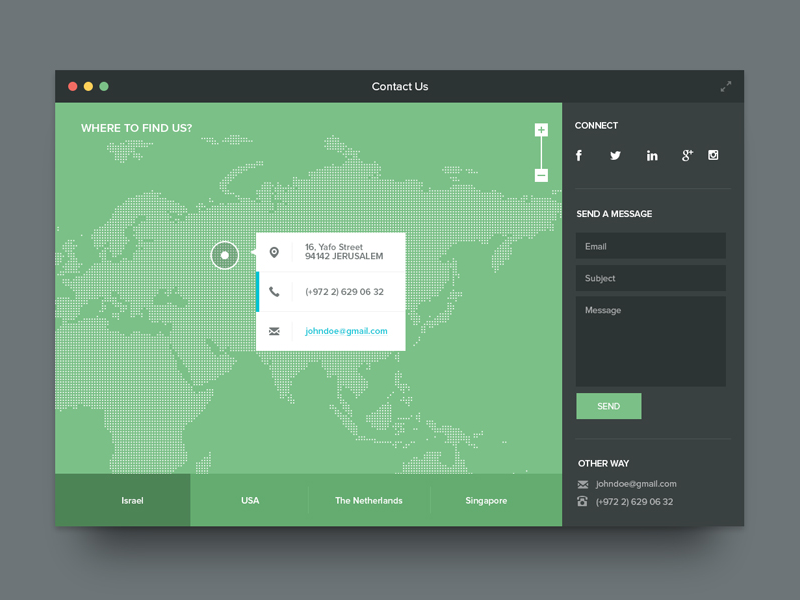 Contact Us
WHERE TO FIND US?
16, Yafo Street
94142 JERUSALEM
(+972 2) 629 06 32
johndoe@gmail.com
Israel
USA
The Netherlands
Singapore
CONNECT
SEND A MESSAGE
Email
Subject
Message
SEND
OTHER WAY
johndoe@gmail.com
(+972 2) 629 06 32